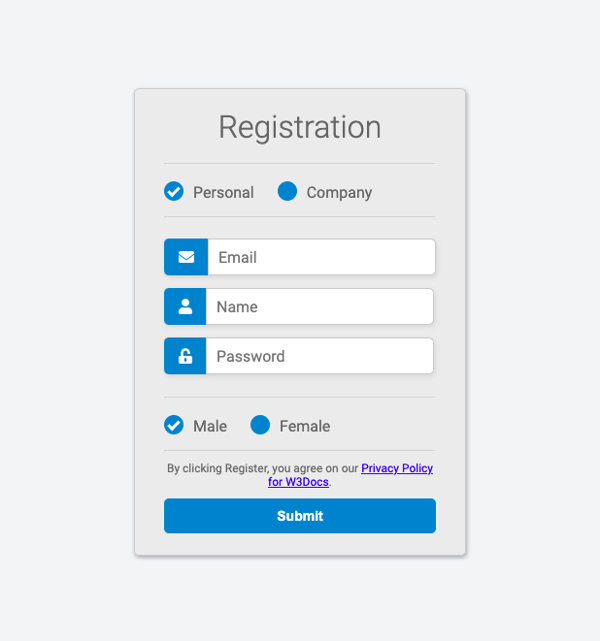 Registration
Personal Company
Email
Name
Password
Male Female
By clicking Register, you agree on our Privacy Policy
for W3Docs.
Submit